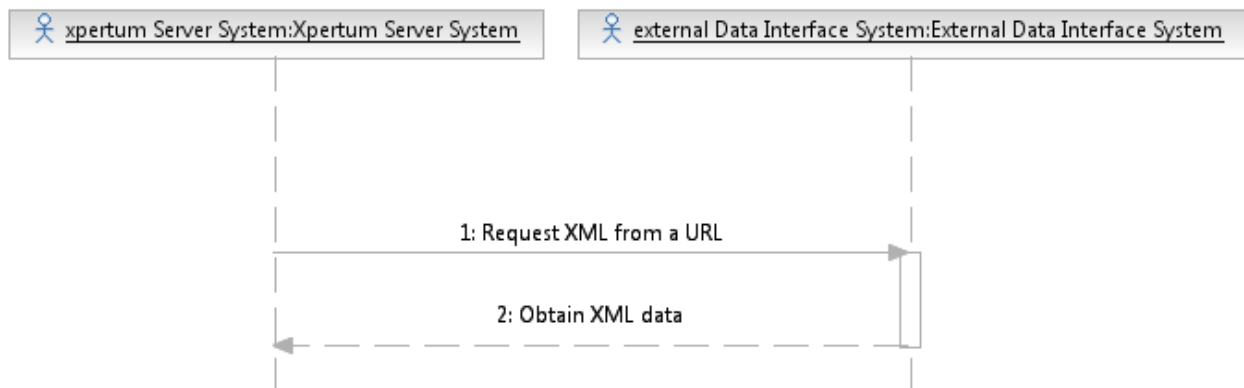 xpertum Server System:Xpertum Server System
external Data Interface System:External Data Interface System
1: Request XML from a URL
2: Obtain XML data